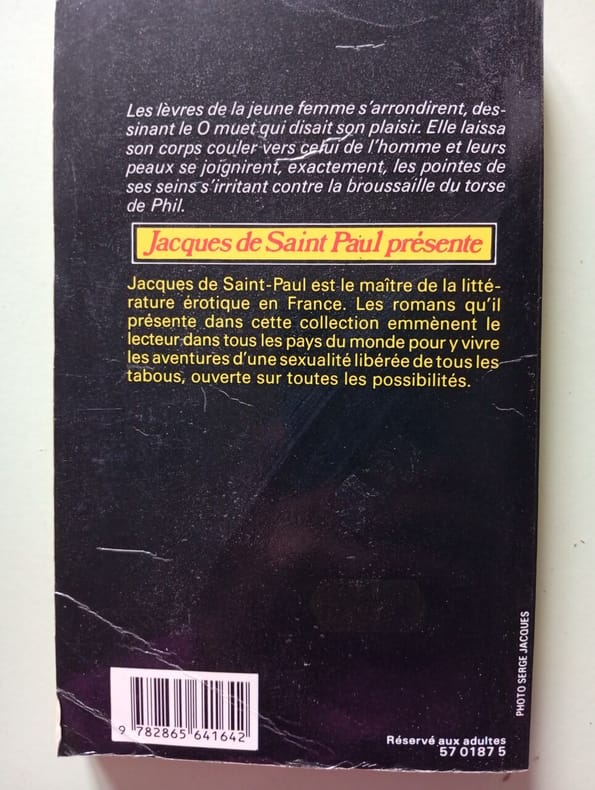 Les lèvres de la jeune femme s'arrondirent, des-
sinant le O muet qui disait son plaisir. Elle laissa
son corps couler vers celui de l'homme et leurs
peaux se joignirent, exactement, les pointes de
ses seins s'irritant contre la broussaille du torse
de Phil.
Jacques de Saint Paul présente
Jacques de Saint-Paul est le maître de la litté-
rature érotique en France. Les romans qu'il
présente dans cette collection emmènent le
lecteur dans tous les pays du monde pour y vivre
les aventures d'une sexualité libérée de tous les
tabous, ouverte sur toutes les possibilités.
PHOTO SERGE JACQUES
9 782865 641642
Réservé aux adultes
57 0187 5